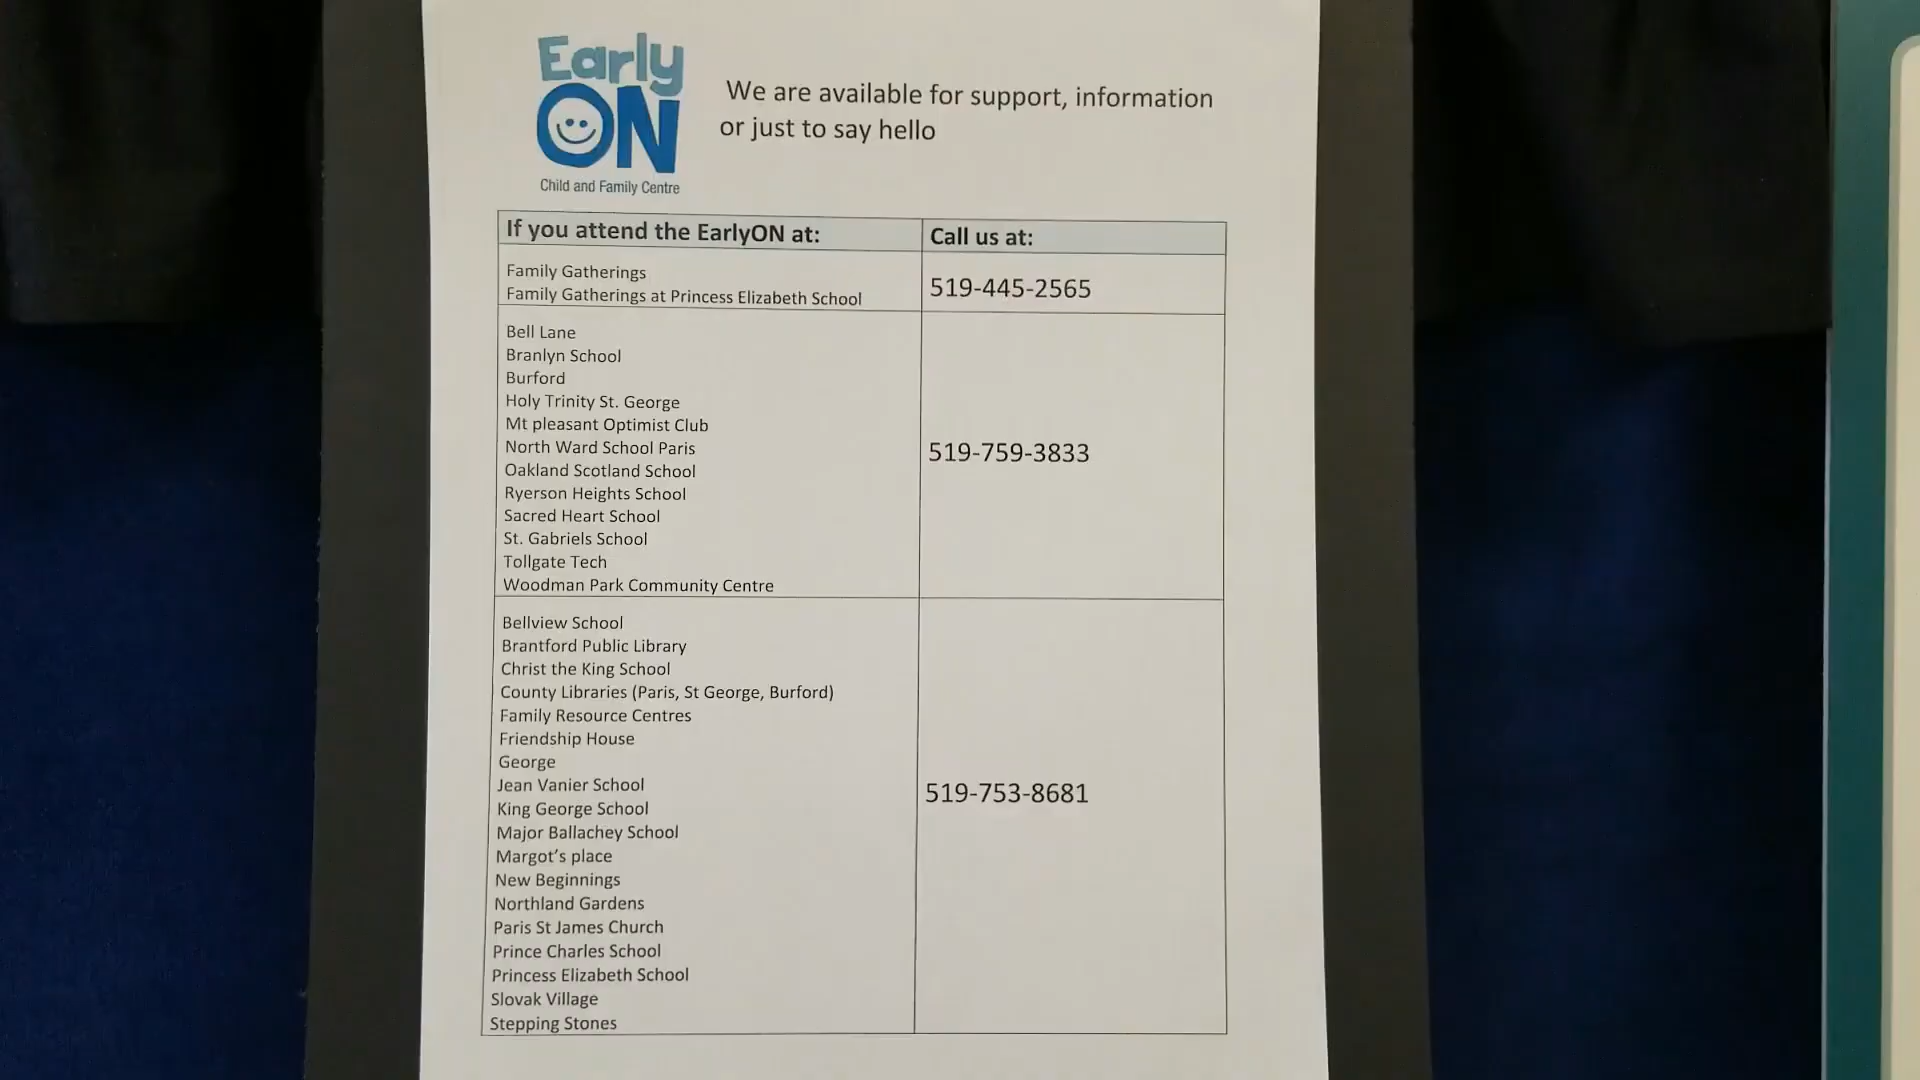 Early
ON
Child and Family Centre
We are available for support, information
or just to say hello
If you attend the EarlyON at:
Call us at:
Family Gatherings
Family Gatherings at Princess Elizabeth School
519-445-2565
Bell Lane
Branlyn School
Burford
Holy Trinity St. George
Mt pleasant Optimist Club
North Ward School Paris
Oakland Scotland School
Ryerson Heights School
Sacred Heart School
St. Gabriels School
Tollgate Tech
Woodman Park Community Centre
519-759-3833
Bellview School
Brantford Public Library
Christ the King School
County Libraries (Paris, St George, Burford)
Family Resource Centres
Friendship House
George
Jean Vanier School
King George School
Major Ballachey School
Margot's place
New Beginnings
Northland Gardens
Paris St James Church
Prince Charles School
Princess Elizabeth School
Slovak Village
Stepping Stones
519-753-8681